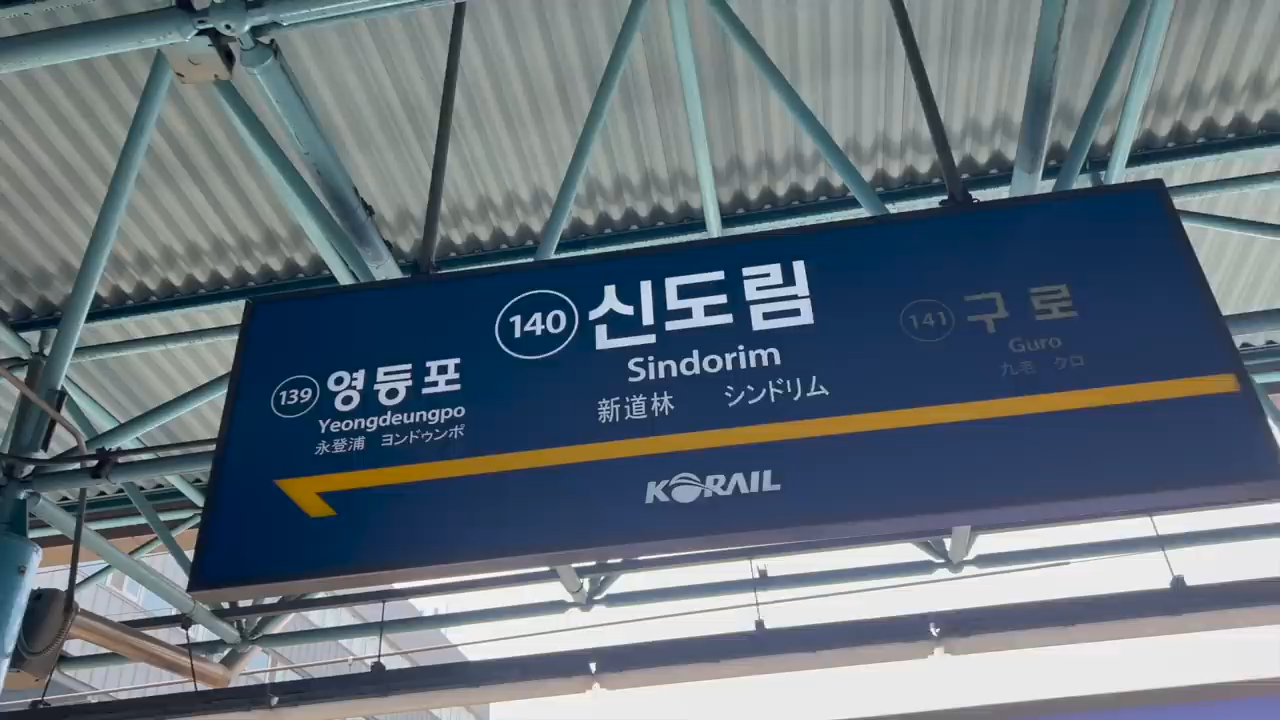 139 영등포
Yeongdeungpo
永登浦 ヨンドゥンポ
140 신도림
Sindorim
新道林 シンドリム
141 구로
Guro
九老 クロ
KORAIL